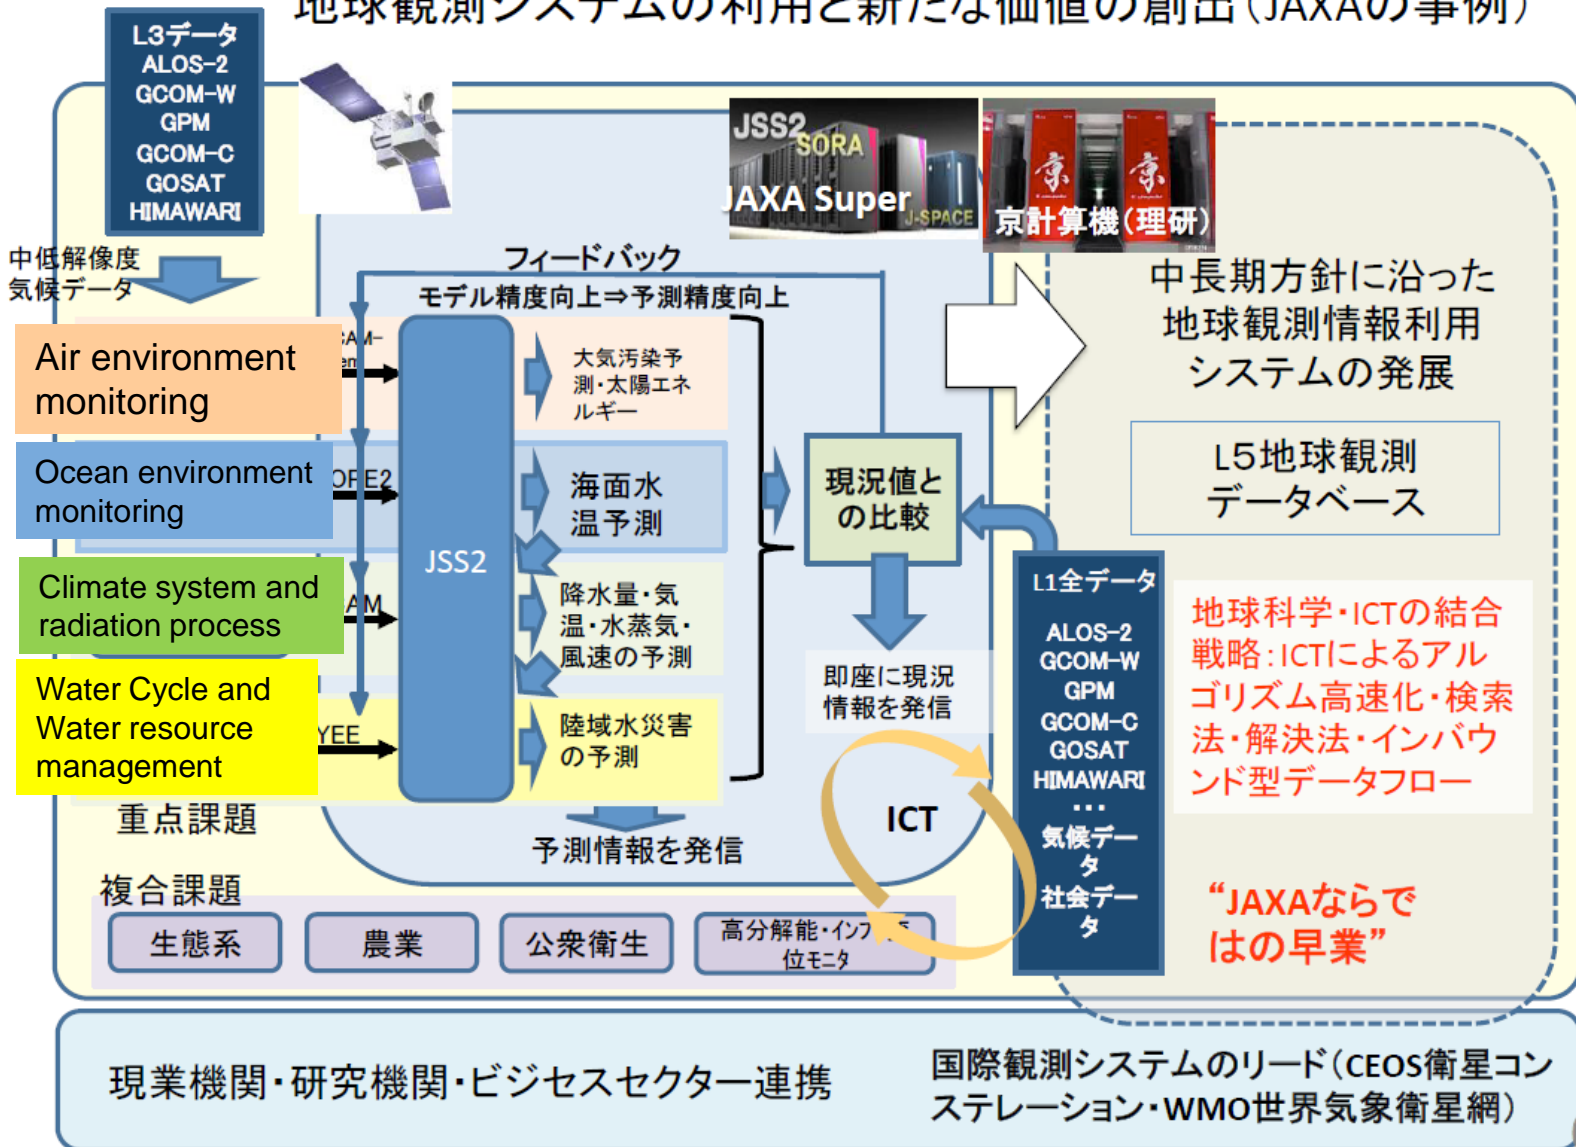 地球観測システムの利用と新たな価値の創出（JAXAの事例）
L3データ
ALOS-2
GCOM-W
GPM
GCOM-C
GOSAT
HIMAWARI
中低解像度
気候データ
JSS2
SORA
JAXA Super
J-SPACE
京
京
京計算機（理研）
フィードバック
モデル精度向上⇒予測精度向上
Air environment
monitoring
Ocean environment
monitoring
Climate system and
radiation process
Water Cycle and
Water resource
management
JSS2
大気汚染予
測・太陽エネ
ルギー
海面水
温予測
降水量・気
温・水蒸気・
風速の予測
陸域水災害
の予測
現況値と
の比較
即座に現況
情報を発信
予測情報を発信
ICT
重点課題
複合課題
生態系
農業
公衆衛生
高分解能・インフ
位モニタ
L1全データ
ALOS-2
GCOM-W
GPM
GCOM-C
GOSAT
HIMAWARI
・・・
気候デー
タ
社会デー
タ
中長期方針に沿った
地球観測情報利用
システムの発展
L5地球観測
データベース
地球科学・ICTの結合
戦略：ICTによるアル
ゴリズム高速化・検索
法・解決法・インバウ
ンド型データフロー
“JAXAならで
はの早業”
現業機関・研究機関・ビジセスセクター連携
国際観測システムのリード（CEOS衛星コン
ステレーション・WMO世界気象衛星網）